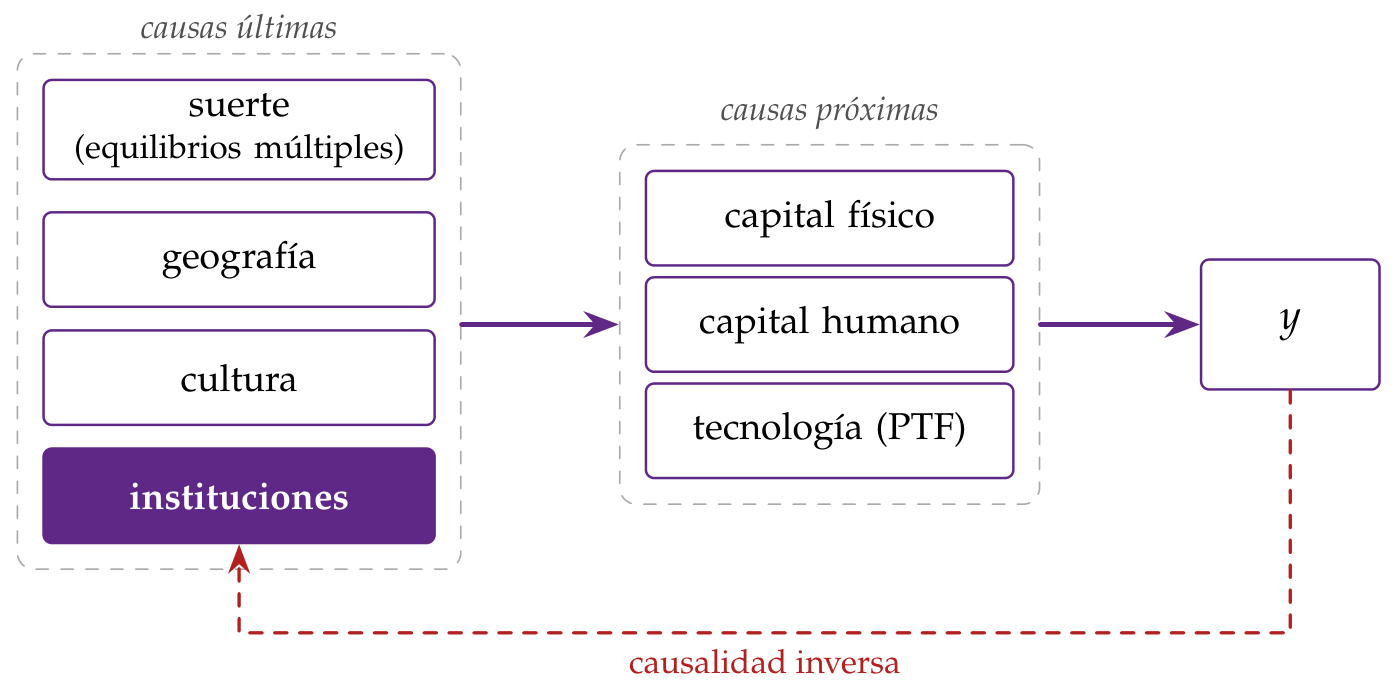 causas últimas
suerte
(equilibrios múltiples)
geografía
cultura
instituciones
causas próximas
capital físico
capital humano
tecnología (PTF)
y
causalidad inversa